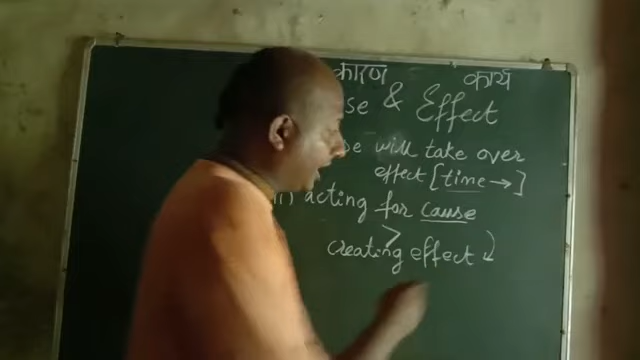 कारण कार्य
se & Effect
se will take over
effect [time →]
acting for cause
>
creating effect ↙